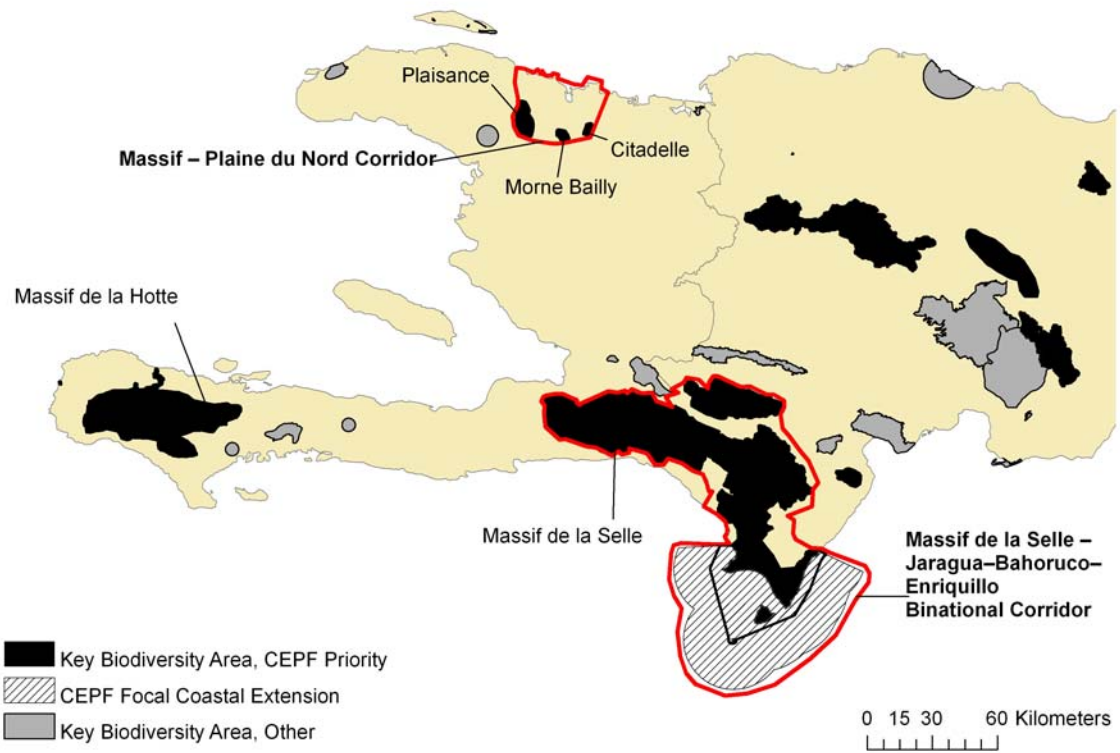 Plaisance
Massif – Plaine du Nord Corridor
Citadelle
Morne Bailly
Massif de la Hotte
Massif de la Selle
Massif de la Selle –
Jaragua–Bahoruco–
Enriquillo
Binational Corridor
Key Biodiversity Area, CEPF Priority
CEPF Focal Coastal Extension
Key Biodiversity Area, Other
0 15 30 60 Kilometers